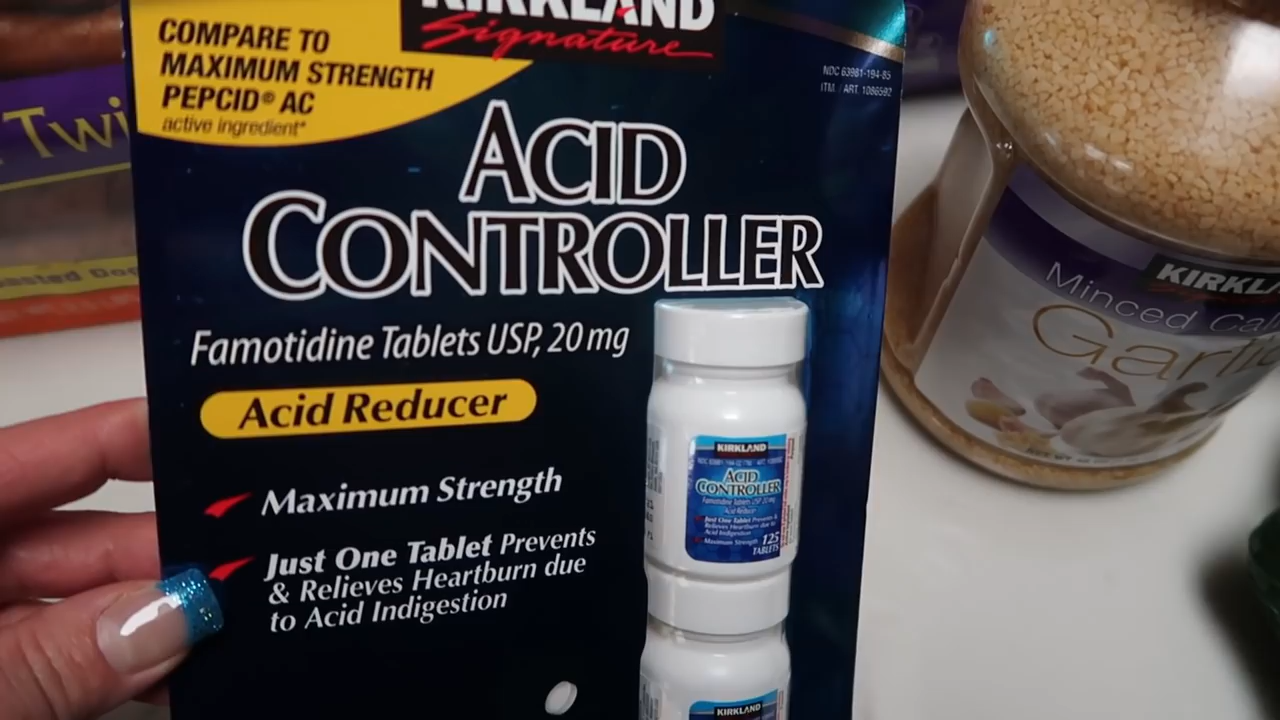 KIRKLAND
Signature
COMPARE TO
MAXIMUM STRENGTH
PEPCID® AC
active ingredient*
NDC 63981-194-85
ITM. / ART. 1086592
ACID
CONTROLLER
Famotidine Tablets USP, 20 mg
Acid Reducer
Maximum Strength
Just One Tablet Prevents
& Relieves Heartburn due
to Acid Indigestion
KIRKLAND
ACID
CONTROLLER
Famotidine Tablets USP 20 mg
Acid Reducer
Just One Tablet Prevents &
Relieves Heartburn due to
Acid Indigestion
Maximum Strength
125
TABLETS
KIRKLAND
Twi
KIRKL
Minced Cal
Garlic